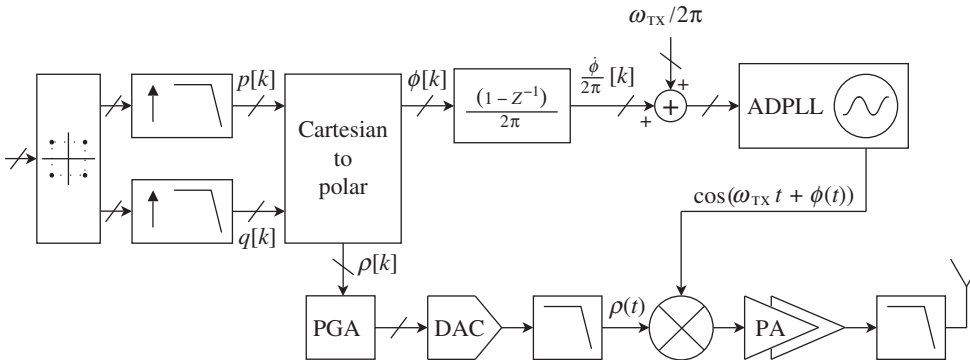 ω_TX/2π
p[k]
ϕ[k]
(1 – Z⁻¹)
2π
ϕ̇
2π
[k]
+
+
+
ADPLL
Cartesian
to
polar
q[k]
cos(ω_TX t + ϕ(t))
ρ[k]
PGA
DAC
ρ(t)
PA